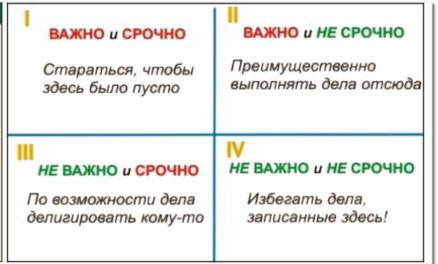 I
ВАЖНО и СРОЧНО
Стараться, чтобы
здесь было пусто
II
ВАЖНО и НЕ СРОЧНО
Преимущественно
выполнять дела отсюда
III
НЕ ВАЖНО и СРОЧНО
По возможности дела
делигировать кому-то
IV
НЕ ВАЖНО и НЕ СРОЧНО
Избегать дела,
записанные здесь!